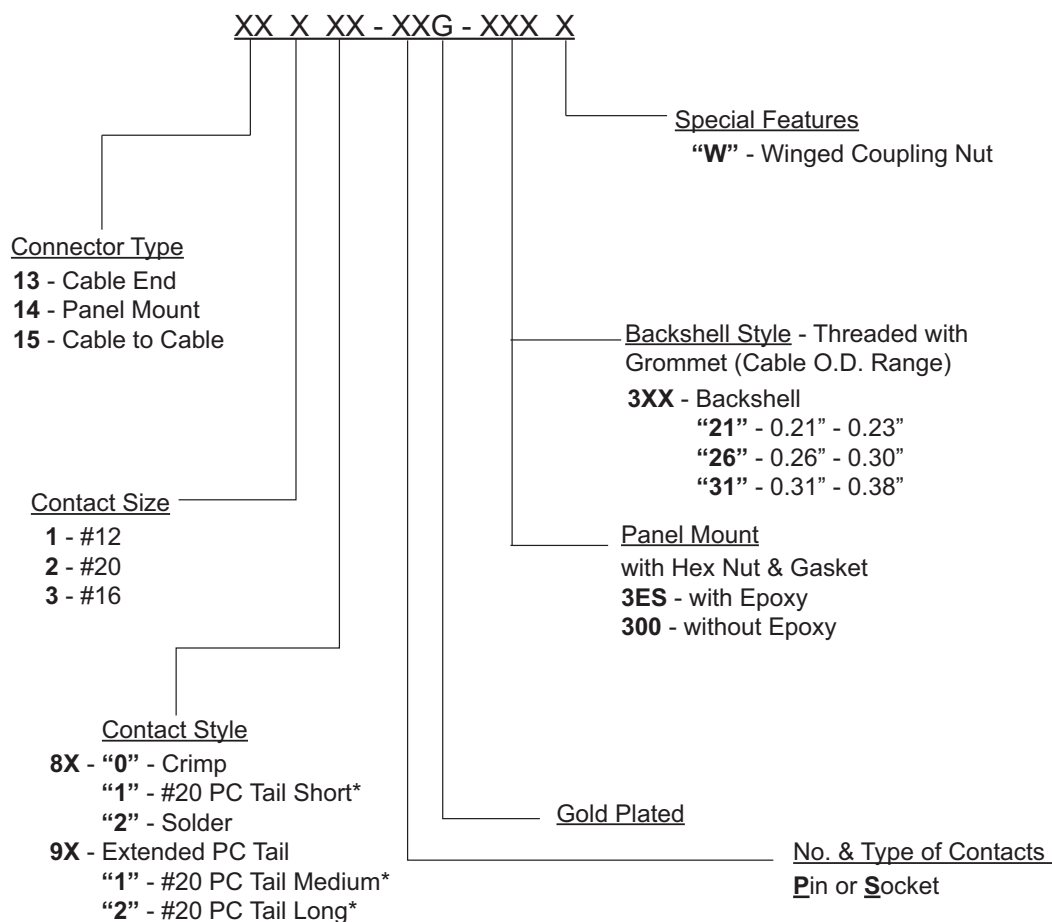 XX X XX - XXG - XXX X
Special Features
“W” - Winged Coupling Nut
Connector Type
13 - Cable End
14 - Panel Mount
15 - Cable to Cable
Backshell Style - Threaded with
Grommet (Cable O.D. Range)
3XX - Backshell
“21” - 0.21” - 0.23”
“26” - 0.26” - 0.30”
“31” - 0.31” - 0.38”
Contact Size
1 - #12
2 - #20
3 - #16
Panel Mount
with Hex Nut & Gasket
3ES - with Epoxy
300 - without Epoxy
Contact Style
8X - “0” - Crimp
“1” - #20 PC Tail Short*
“2” - Solder
9X - Extended PC Tail
“1” - #20 PC Tail Medium*
“2” - #20 PC Tail Long*
Gold Plated
No. & Type of Contacts
Pin or Socket